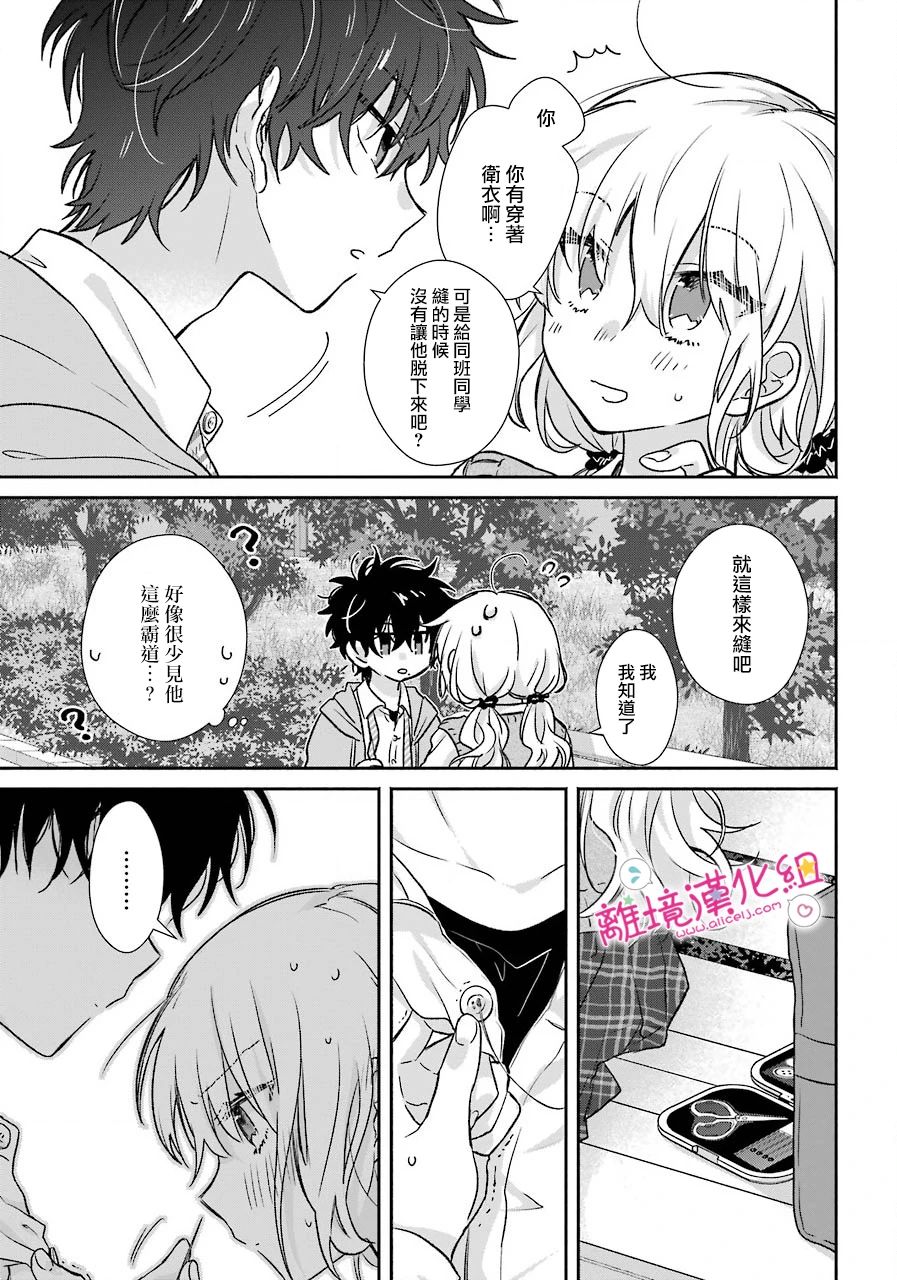 你
你有穿著
衛衣啊…
可是給同班同學
縫的時候
沒有讓他脱下來吧？
就這樣來縫吧
我
我知道了
好像很少見他
這麼霸道…？
？
？
………
離境漢化組
www.alicelj.com